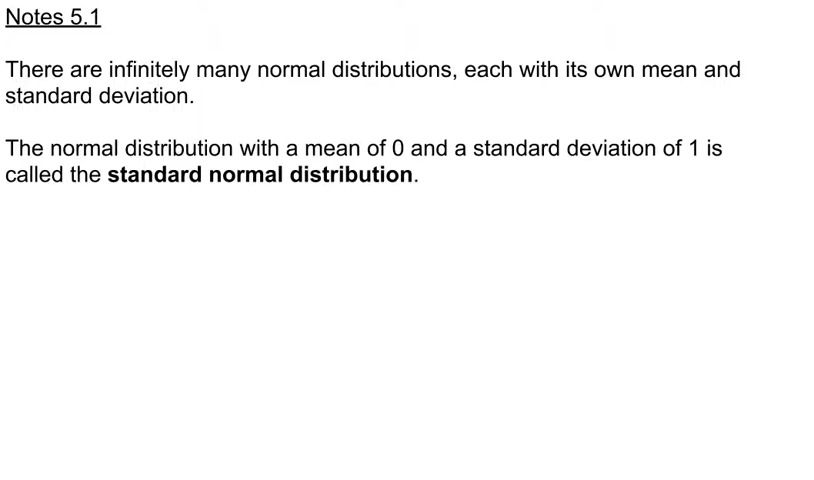 Notes 5.1
There are infinitely many normal distributions, each with its own mean and
standard deviation.
The normal distribution with a mean of 0 and a standard deviation of 1 is
called the standard normal distribution.